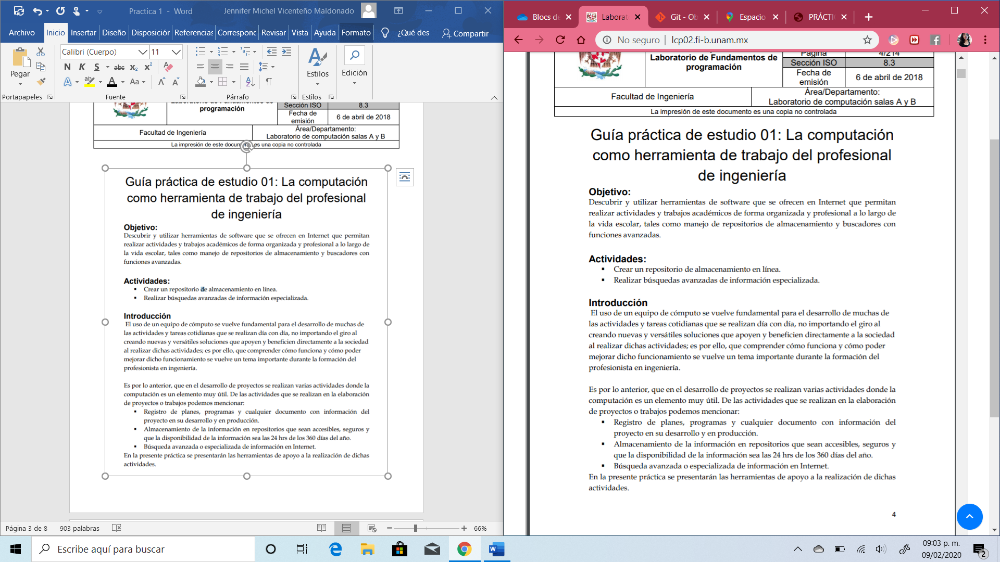 Practica 1 - Word
Jennifer Michel Vicenteño Maldonado
Archivo Inicio Insertar Diseño Disposiciór Referencias Corresponc Revisar Vista Ayuda Formato ¿Qué des Compartir
Calibri (Cuerpo) 11
N K S abc x₂ x²
A A Aa A A
Pegar
Estilos
Edición
Portapapeles Fuente Párrafo Estilos
programación
Sección ISO 8.3
Fecha de emisión 6 de abril de 2018
Facultad de Ingeniería
Área/Departamento:
Laboratorio de computación salas A y B
La impresión de este documento es una copia no controlada
Guía práctica de estudio 01: La computación
como herramienta de trabajo del profesional
de ingeniería
Objetivo:
Descubrir y utilizar herramientas de software que se ofrecen en Internet que permitan
realizar actividades y trabajos académicos de forma organizada y profesional a lo largo de
la vida escolar, tales como manejo de repositorios de almacenamiento y buscadores con
funciones avanzadas.
Actividades:
▪ Crear un repositorio de almacenamiento en línea.
▪ Realizar búsquedas avanzadas de información especializada.
Introducción
El uso de un equipo de cómputo se vuelve fundamental para el desarrollo de muchas de
las actividades y tareas cotidianas que se realizan día con día, no importando el giro al
creando nuevas y versátiles soluciones que apoyen y beneficien directamente a la sociedad
al realizar dichas actividades; es por ello, que comprender cómo funciona y cómo poder
mejorar dicho funcionamiento se vuelve un tema importante durante la formación del
profesionista en ingeniería.
Es por lo anterior, que en el desarrollo de proyectos se realizan varias actividades donde la
computación es un elemento muy útil. De las actividades que se realizan en la elaboración
de proyectos o trabajos podemos mencionar:
▪ Registro de planes, programas y cualquier documento con información del
proyecto en su desarrollo y en producción.
▪ Almacenamiento de la información en repositorios que sean accesibles, seguros y
que la disponibilidad de la información sea las 24 hrs de los 360 días del año.
▪ Búsqueda avanzada o especializada de información en Internet.
En la presente práctica se presentarán las herramientas de apoyo a la realización de dichas
actividades.
Página 3 de 8 903 palabras 66%
Blocs de Laborato Git - Ob Espacio PRÁCTIC
No seguro | lcp02.fi-b.unam.mx
Laboratorio de Fundamentos de
programación
Página 4/214
Sección ISO 8.3
Fecha de emisión 6 de abril de 2018
Facultad de Ingeniería
Área/Departamento:
Laboratorio de computación salas A y B
La impresión de este documento es una copia no controlada
Guía práctica de estudio 01: La computación
como herramienta de trabajo del profesional
de ingeniería
Objetivo:
Descubrir y utilizar herramientas de software que se ofrecen en Internet que permitan
realizar actividades y trabajos académicos de forma organizada y profesional a lo largo de
la vida escolar, tales como manejo de repositorios de almacenamiento y buscadores con
funciones avanzadas.
Actividades:
▪ Crear un repositorio de almacenamiento en línea.
▪ Realizar búsquedas avanzadas de información especializada.
Introducción
El uso de un equipo de cómputo se vuelve fundamental para el desarrollo de muchas de
las actividades y tareas cotidianas que se realizan día con día, no importando el giro al
creando nuevas y versátiles soluciones que apoyen y beneficien directamente a la sociedad
al realizar dichas actividades; es por ello, que comprender cómo funciona y cómo poder
mejorar dicho funcionamiento se vuelve un tema importante durante la formación del
profesionista en ingeniería.
Es por lo anterior, que en el desarrollo de proyectos se realizan varias actividades donde la
computación es un elemento muy útil. De las actividades que se realizan en la elaboración
de proyectos o trabajos podemos mencionar:
▪ Registro de planes, programas y cualquier documento con información del
proyecto en su desarrollo y en producción.
▪ Almacenamiento de la información en repositorios que sean accesibles, seguros y
que la disponibilidad de la información sea las 24 hrs de los 360 días del año.
▪ Búsqueda avanzada o especializada de información en Internet.
En la presente práctica se presentarán las herramientas de apoyo a la realización de dichas
actividades.
4
Escribe aquí para buscar
09:03 p. m.
09/02/2020
2